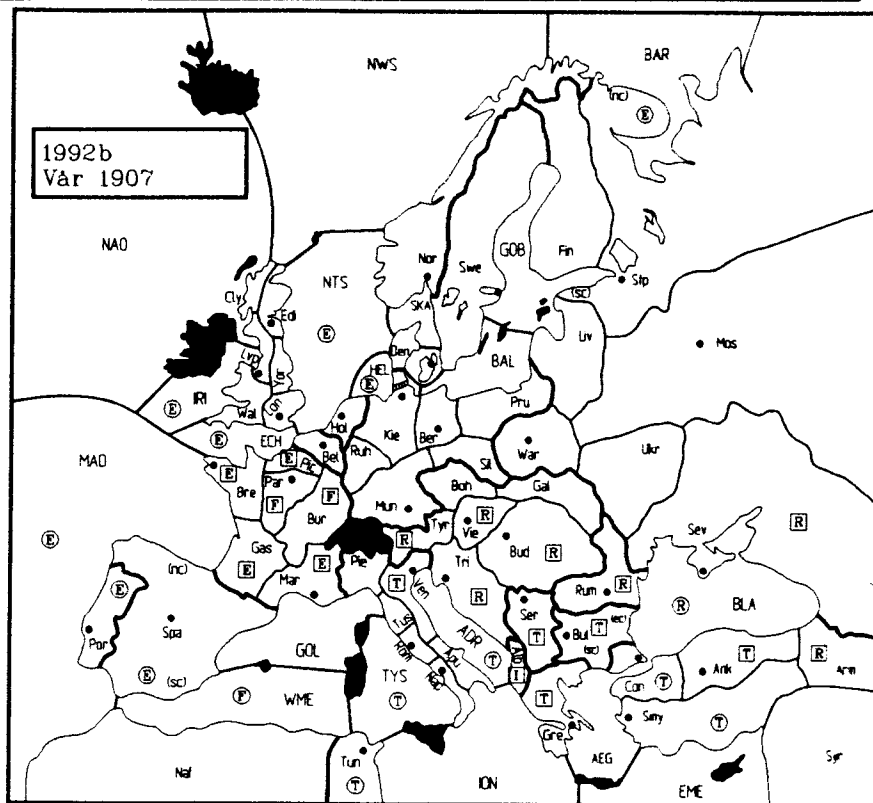 NWS
BAR
(nc)
E
1992b
Vår 1907
NAO
Nor
Swe
GOB
Fin
Stp
(sc)
Cly
Edi
NTS
SKA
E
Den
Liv
Mos
Lvp
Yor
HEL
E
BAL
IRI
E
Wal
Lon
Hol
Kie
Ber
Pru
War
Ukr
MAO
E
ECH
Bel
Ruh
Sil
E
Pic
E
Bre
Par
F
F
Bur
Mun
Boh
Gal
Sev
R
Tyr
R
Vie
R
Bud
R
E
Gas
E
Mar
Pie
T
Ven
Tri
R
Rum
R
R
BLA
(nc)
E
Por
Spa
Tus
ADR
Ser
T
Bul
T
(ec)
(sc)
E
(sc)
GOL
Rom
Apu
T
Alb
I
Con
T
Ank
T
R
Arm
F
WME
TYS
T
Nap
T
Gre
Smy
T
Naf
Tun
T
ION
AEG
EME
Syr